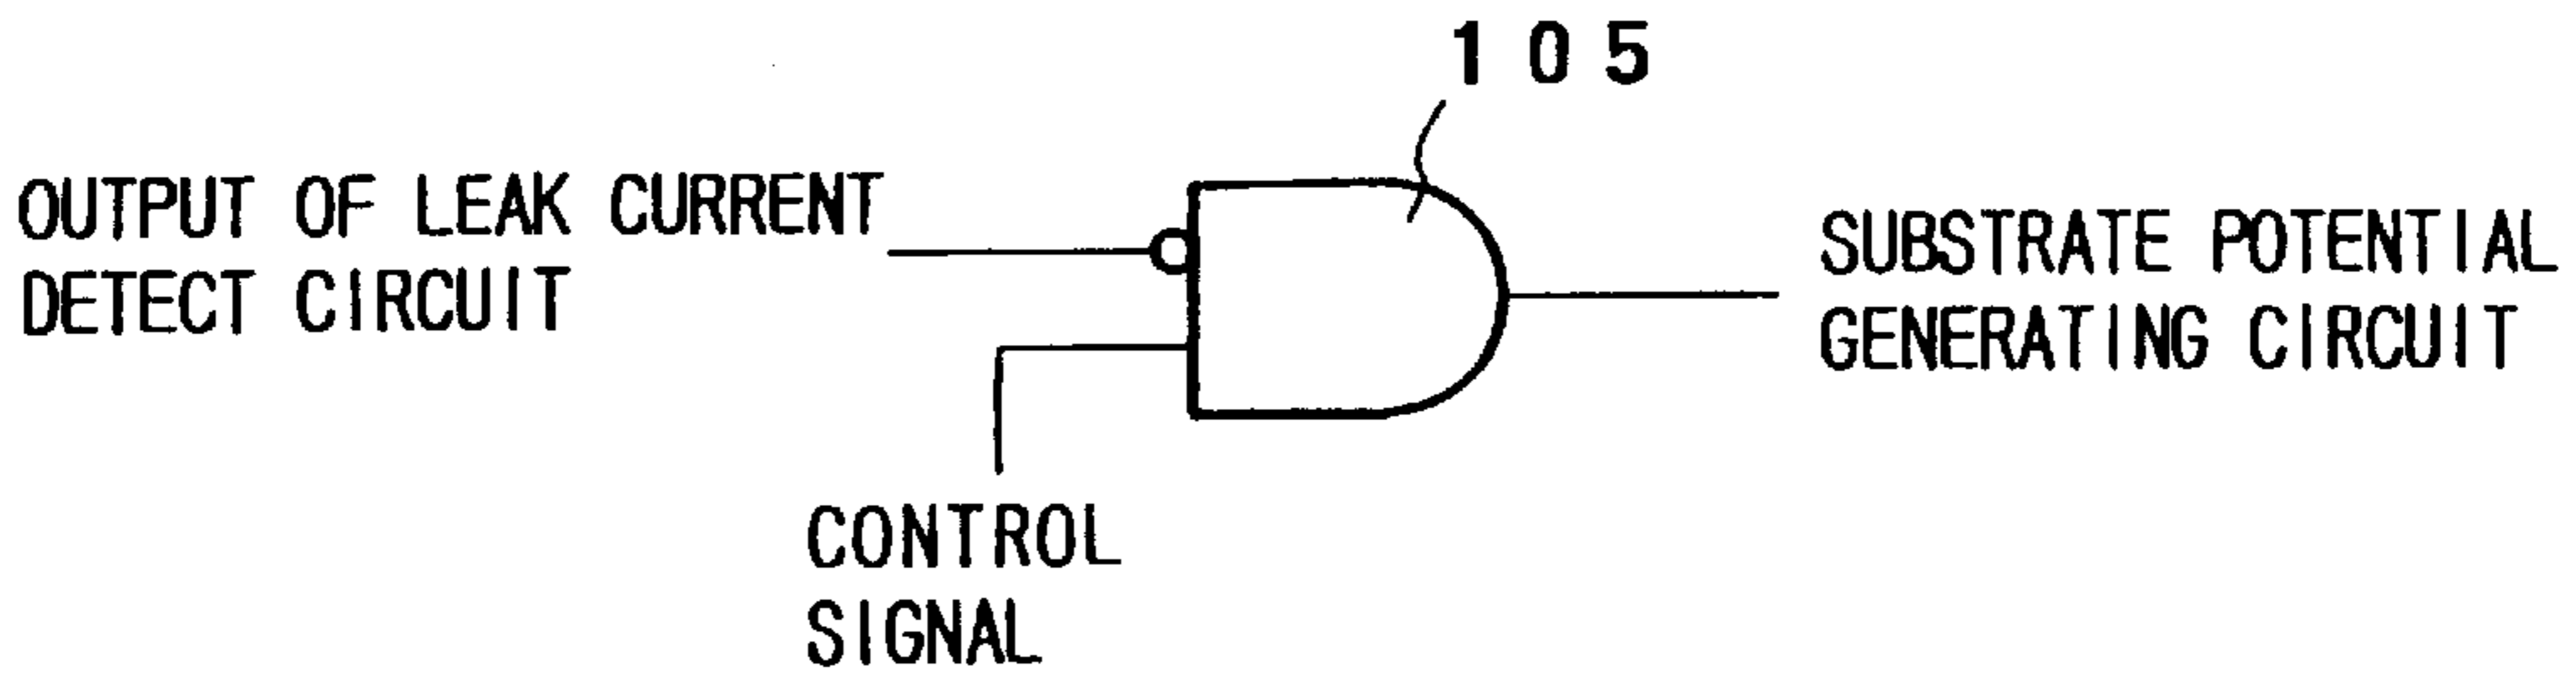 105
OUTPUT OF LEAK CURRENT
DETECT CIRCUIT
SUBSTRATE POTENTIAL
GENERATING CIRCUIT
CONTROL
SIGNAL